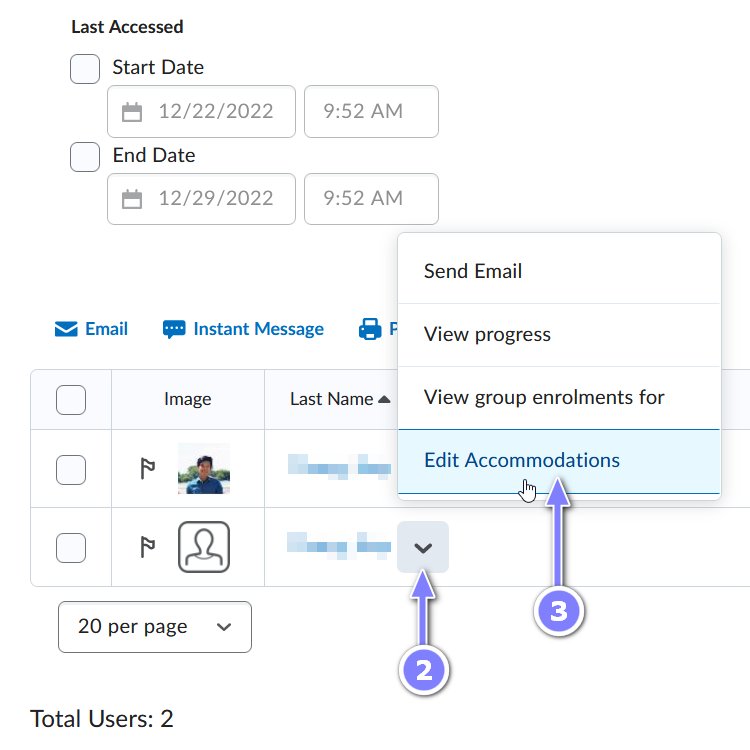 Last Accessed
Start Date
12/22/2022 9:52 AM
End Date
12/29/2022 9:52 AM
Send Email
View progress
View group enrolments for
Edit Accommodations
Email Instant Message P
Image Last Name
20 per page
2
3
Total Users: 2